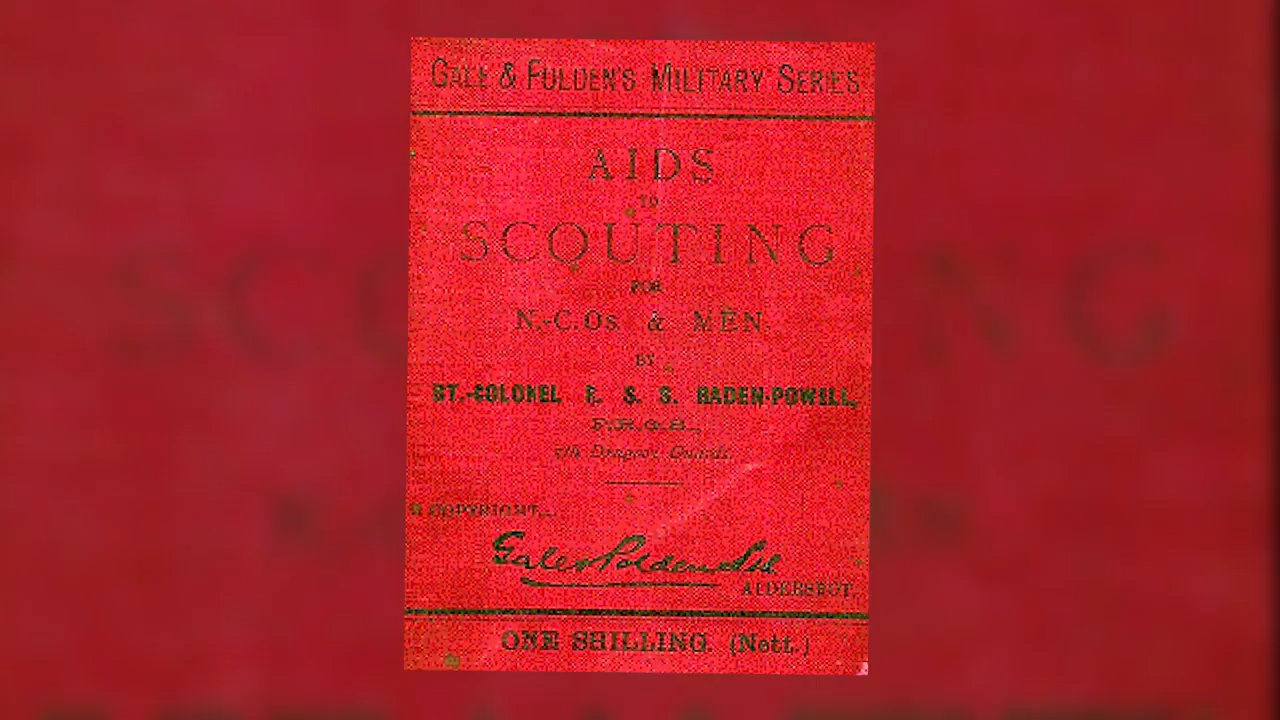 GALE & POLDEN'S MILITARY SERIES
AIDS
TO
SCOUTING
FOR
N.-C.OS & MEN
BY
BT.-COLONEL R. S. S. BADEN-POWELL,
F.R.G.S.,
5th Dragoon Guards.
COPYRIGHT...
Gale & Polden Ltd
ALDERSHOT.
ONE SHILLING. (Nett.)